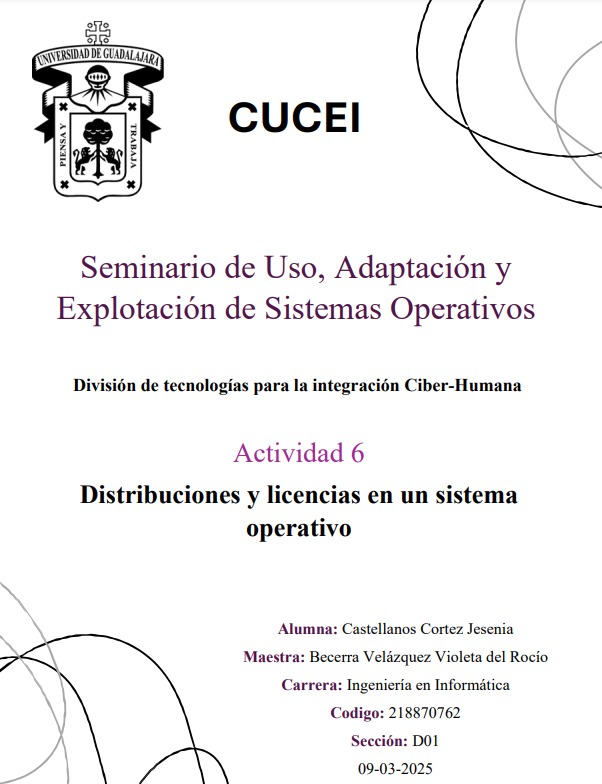 UNIVERSIDAD DE GUADALAJARA
PIENSA Y
TRABAJA
CUCEI
Seminario de Uso, Adaptación y
Explotación de Sistemas Operativos
División de tecnologías para la integración Ciber-Humana
Actividad 6
Distribuciones y licencias en un sistema
operativo
Alumna: Castellanos Cortez Jesenia
Maestra: Becerra Velázquez Violeta del Rocío
Carrera: Ingeniería en Informática
Codigo: 218870762
Sección: D01
09-03-2025